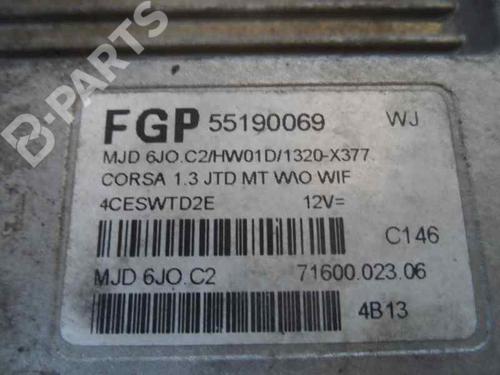 FGP 55190069 WJ
MJD 6JO.C2/HW01D/1320-X377
CORSA 1.3 JTD MT W\O WIF
4CESWTD2E 12V=
C146
MJD 6JO.C2 71600.023.06
4B13
B-PARTS
B-PARTS